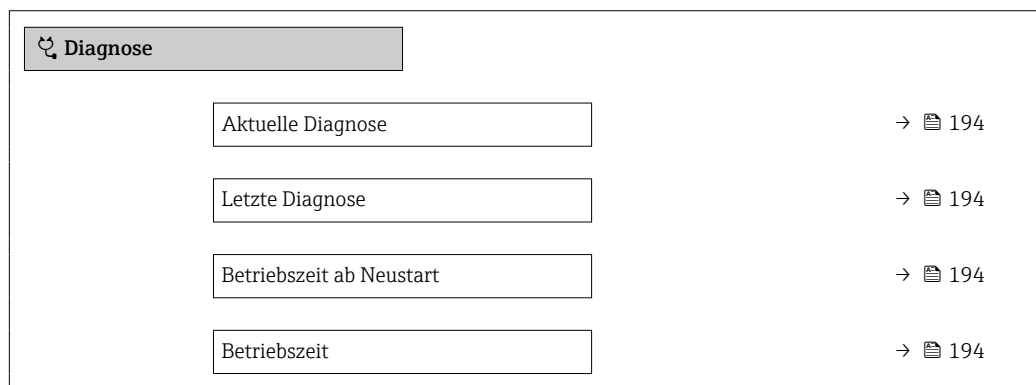 Diagnose
Aktuelle Diagnose → 194
Letzte Diagnose → 194
Betriebszeit ab Neustart → 194
Betriebszeit → 194